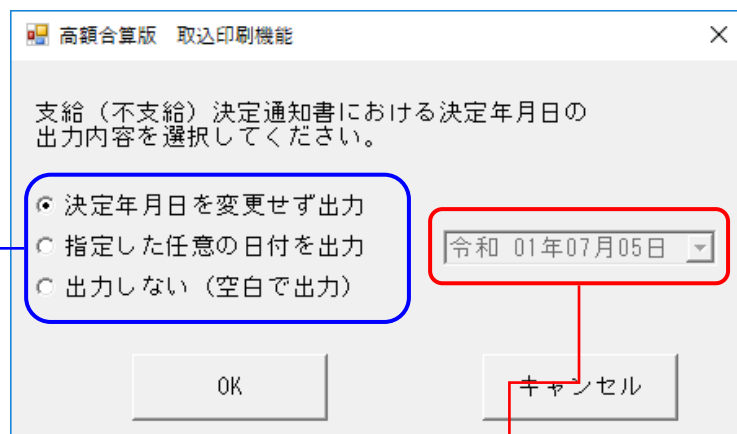 高額合算版 取込印刷機能
支給（不支給）決定通知書における決定年月日の
出力内容を選択してください。
決定年月日を変更せず出力
指定した任意の日付を出力
令和 01年07月05日
出力しない（空白で出力）
OK
キャンセル